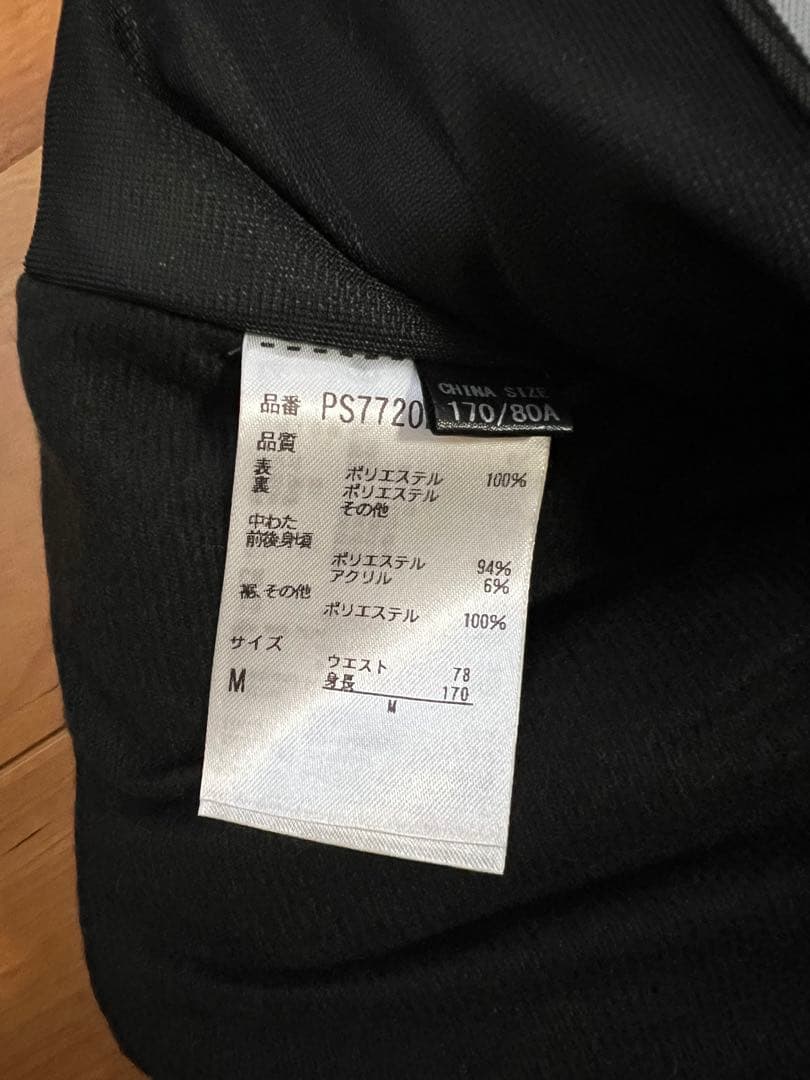 CHINA SIZE
170/80A
品番 PS7720
品質
表 ポリエステル 100%
裏 ポリエステル
その他
中わた
前後身頃
ポリエステル 94%
アクリル 6%
裾、その他
ポリエステル 100%
サイズ
M ウエスト 78
身長 170
M